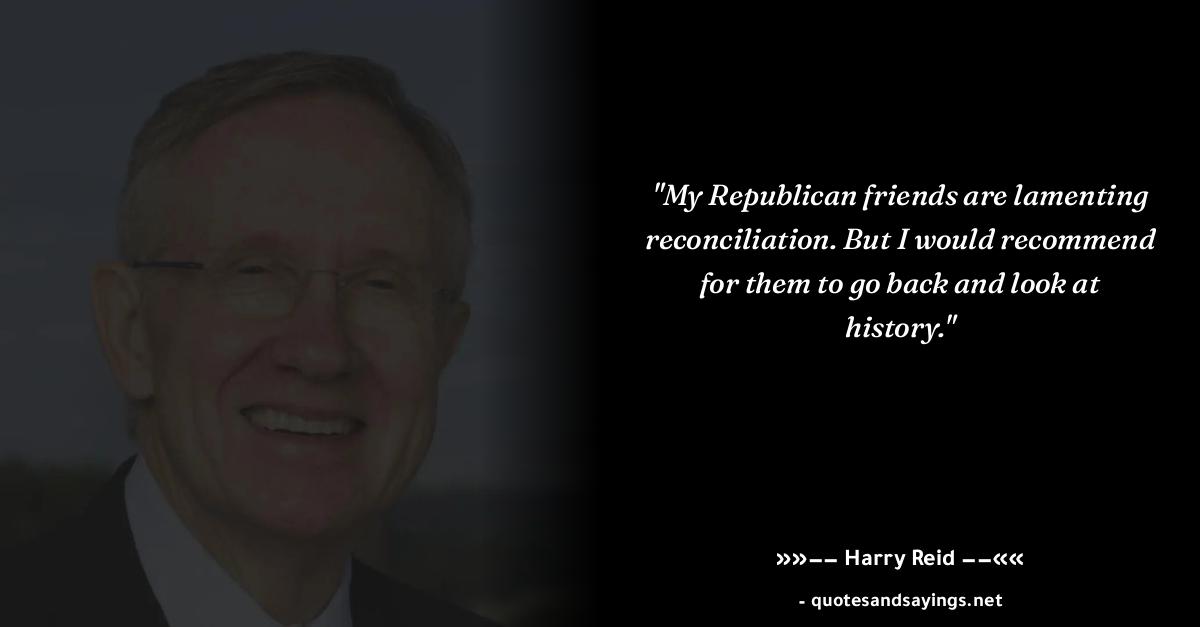 "My Republican friends are lamenting
reconciliation. But I would recommend
for them to go back and look at
history."
»»–– Harry Reid ––««
- quotesandsayings.net